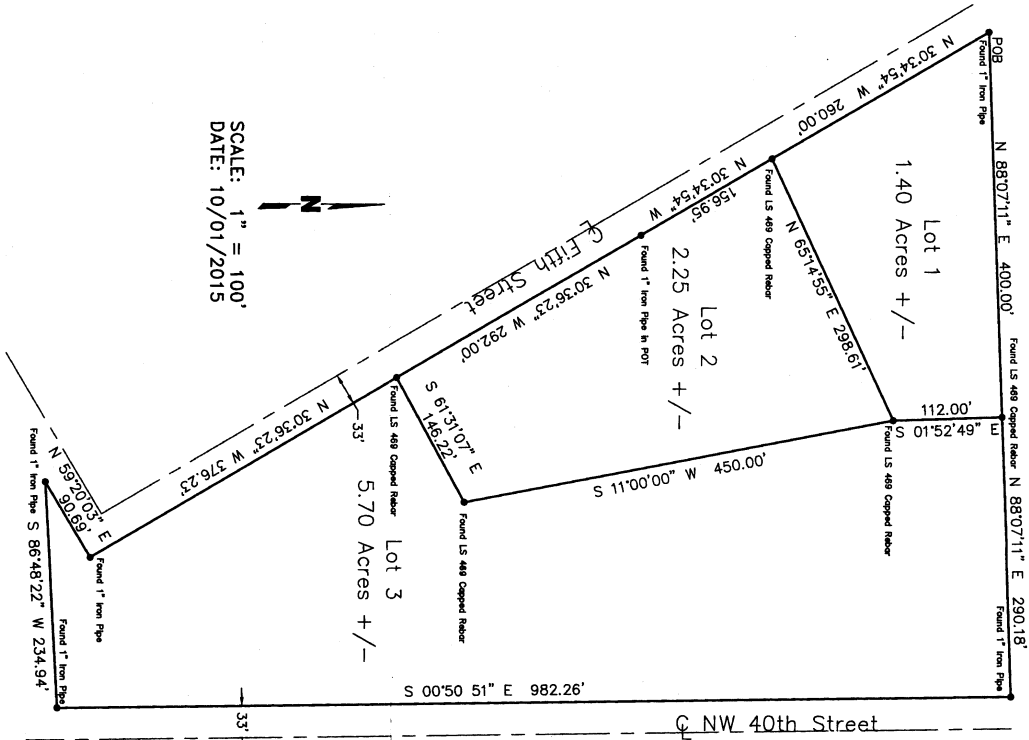 POB
Found 1" Iron Pipe
N 88°07'11" E 400.00'
Found LS 469 Capped Rebar
N 88°07'11" E 290.18'
Found 1" Iron Pipe
N 30°34'54" W 260.00'
Lot 1
1.40 Acres +/-
Found LS 469 Capped Rebar
N 65°14'55" E 298.61'
112.00'
S 01°52'49" E
Found LS 469 Capped Rebar
N 30°34'54" W
156.95'
Found 1" Iron Pipe in POT
Lot 2
2.25 Acres +/-
℄ Fifth Street
N 30°36'23" W 292.00'
Found LS 469 Capped Rebar
S 61°31'07" E
146.22'
Found LS 469 Capped Rebar
S 11°00'00" W 450.00'
33'
N 30°36'23" W 376.23'
Lot 3
5.70 Acres +/-
Found 1" Iron Pipe
N 59°20'03" E
90.69'
Found 1" Iron Pipe
S 86°48'22" W 234.94'
Found 1" Iron Pipe
S 00°50 51" E 982.26'
33'
℄ NW 40th Street
N
SCALE: 1" = 100'
DATE: 10/01/2015